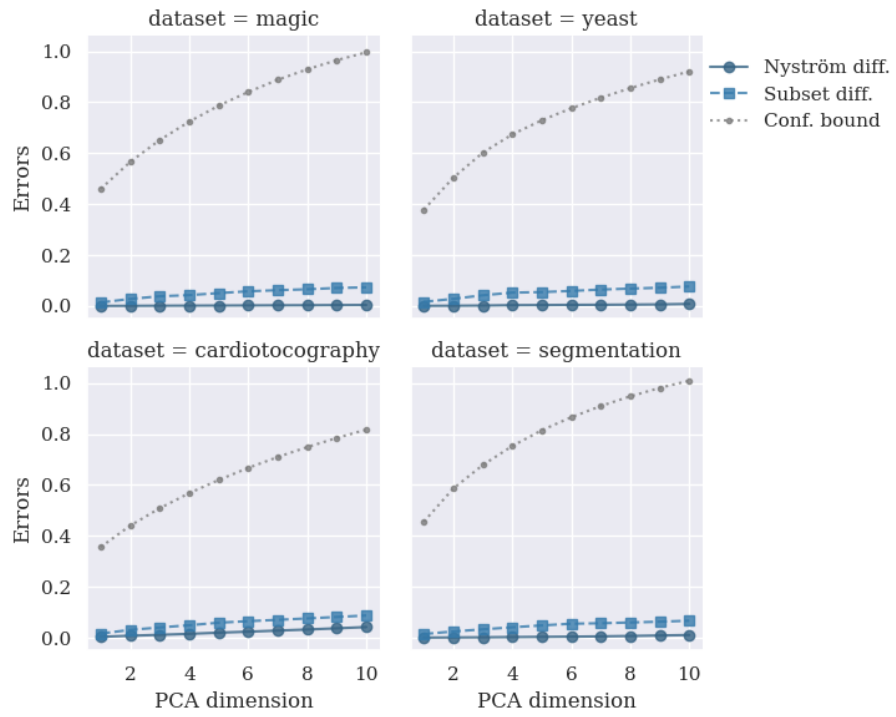 dataset = magic
dataset = yeast
1.0
0.8
0.6
0.4
0.2
0.0
Errors
Nyström diff.
Subset diff.
Conf. bound
dataset = cardiotocography
dataset = segmentation
1.0
0.8
0.6
0.4
0.2
0.0
Errors
2 4 6 8 10
2 4 6 8 10
PCA dimension
PCA dimension